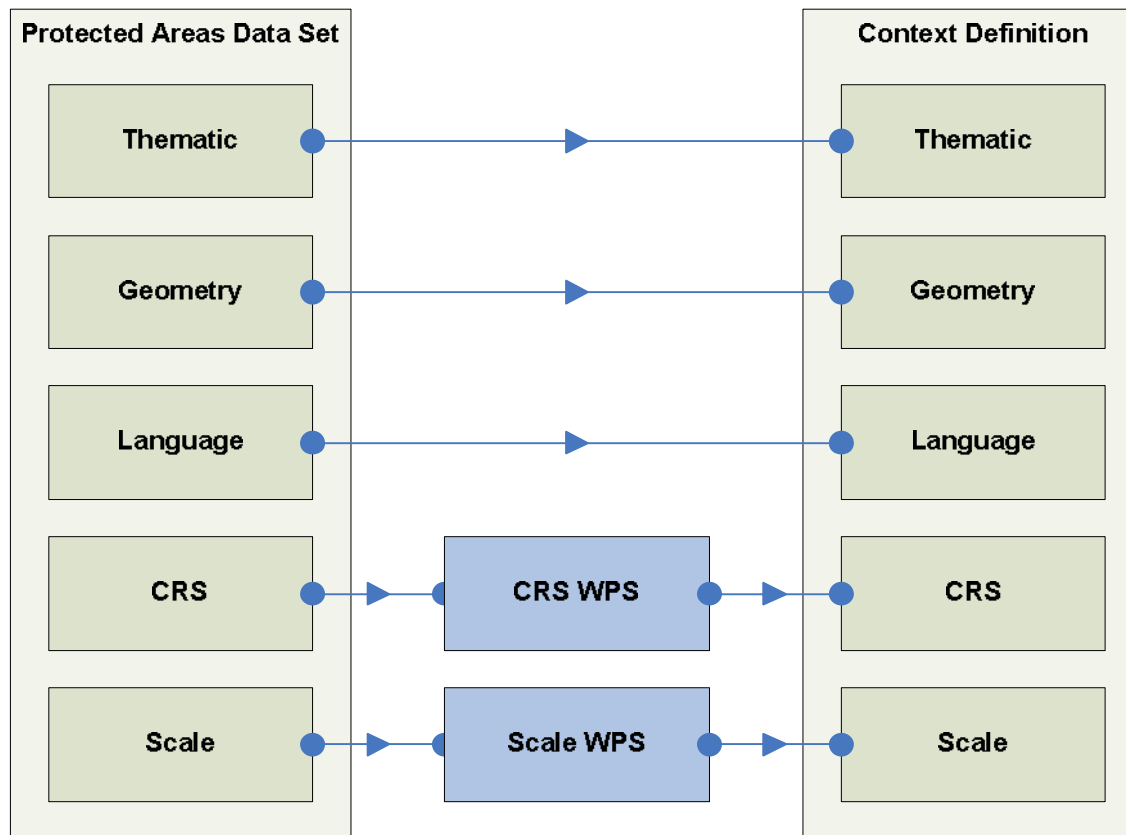 Protected Areas Data Set
Context Definition
Thematic
Thematic
Geometry
Geometry
Language
Language
CRS
CRS WPS
CRS
Scale
Scale WPS
Scale